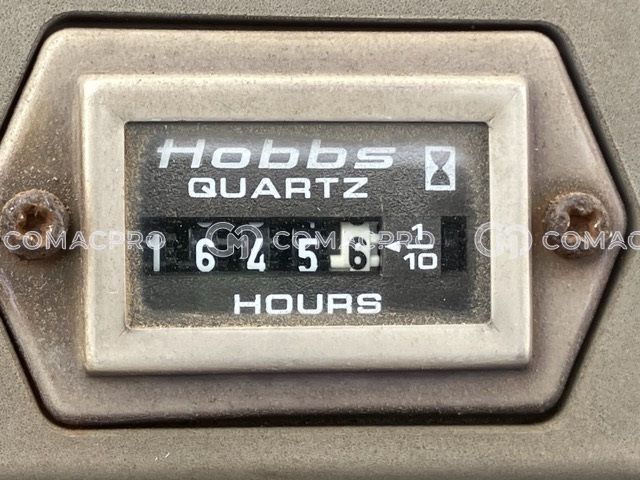 Hobbs
QUARTZ
1 6 4 5 6 ◄ 1/10
HOURS
COMACPRO COMACPRO COMACPRO